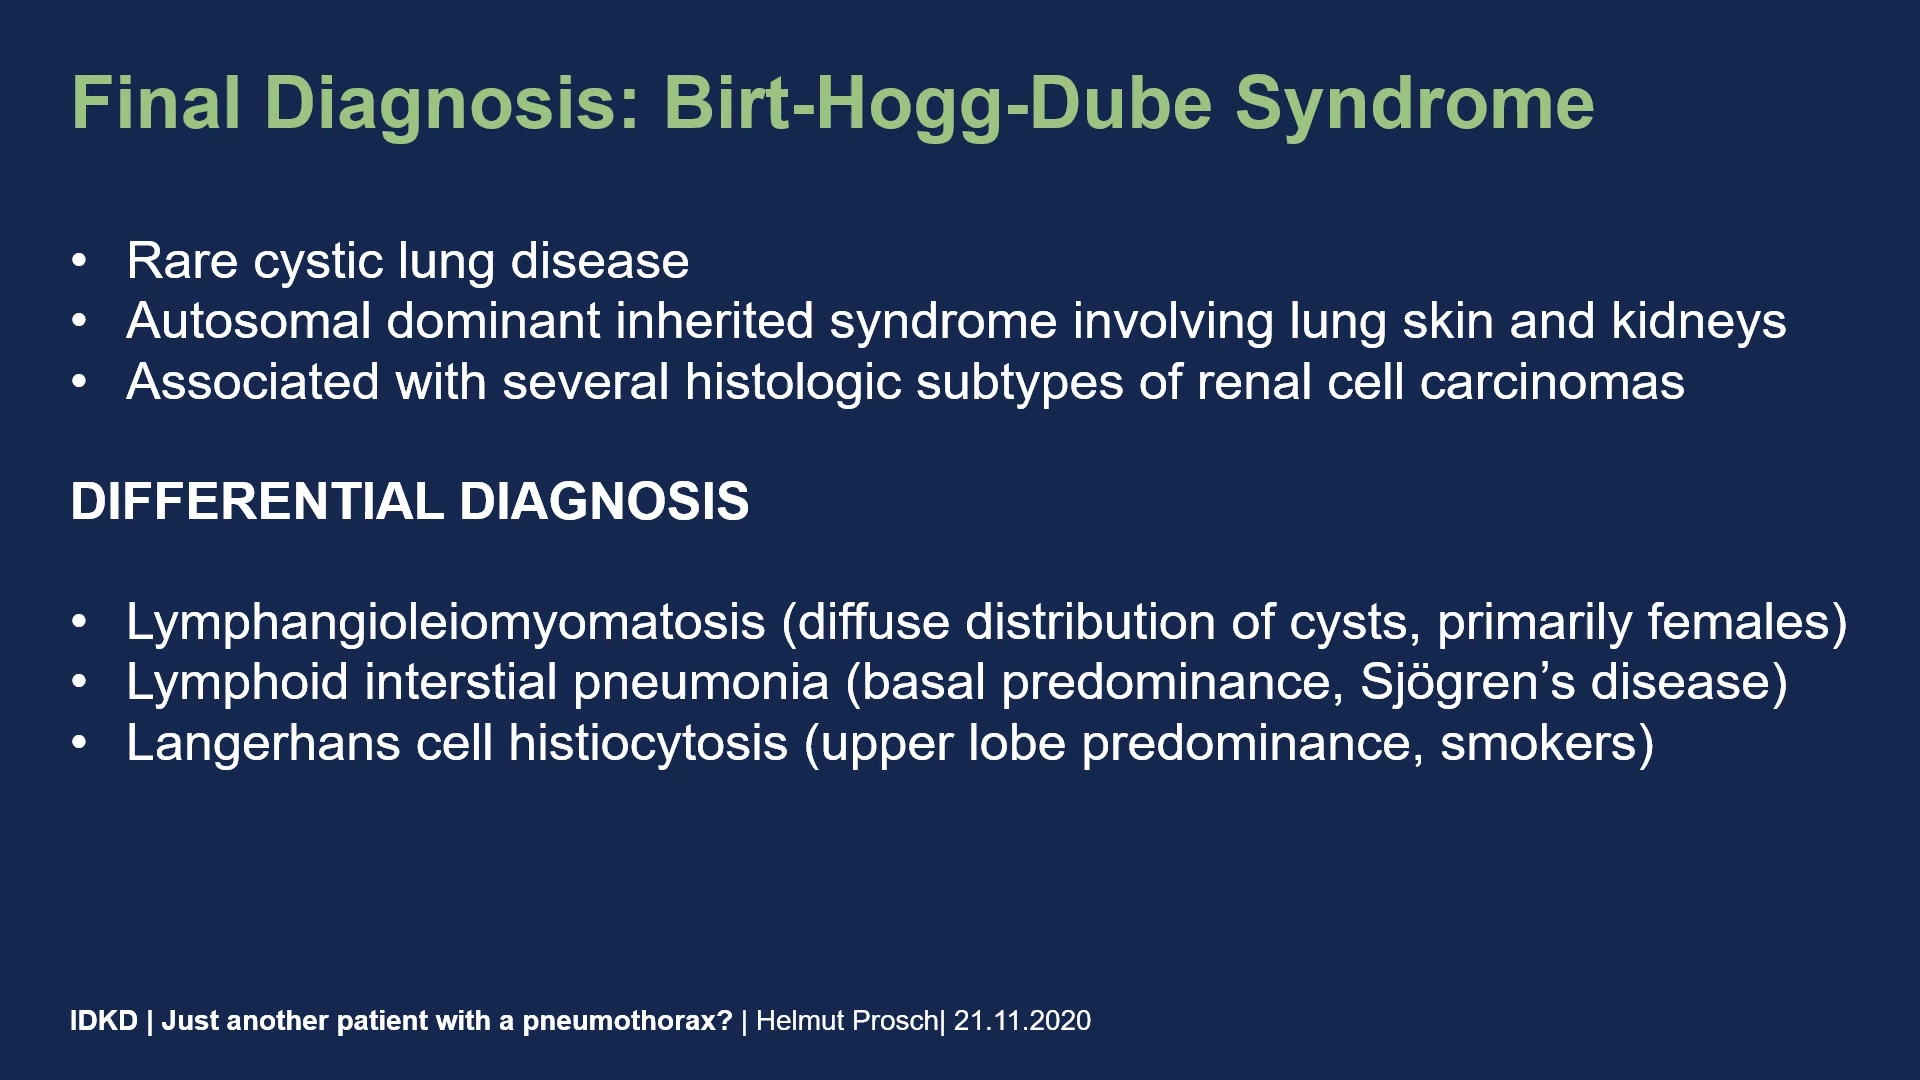 Final Diagnosis: Birt-Hogg-Dube Syndrome
• Rare cystic lung disease
• Autosomal dominant inherited syndrome involving lung skin and kidneys
• Associated with several histologic subtypes of renal cell carcinomas
DIFFERENTIAL DIAGNOSIS
• Lymphangioleiomyomatosis (diffuse distribution of cysts, primarily females)
• Lymphoid interstial pneumonia (basal predominance, Sjögren’s disease)
• Langerhans cell histiocytosis (upper lobe predominance, smokers)
IDKD | Just another patient with a pneumothorax? | Helmut Prosch| 21.11.2020